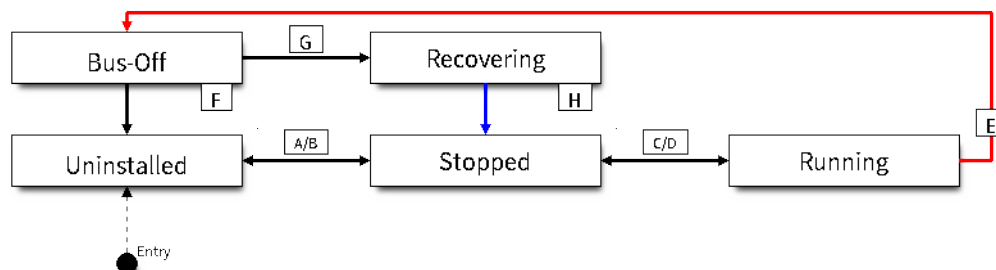 G
Bus-Off
Recovering
F
H
E
A/B
C/D
Uninstalled
Stopped
Running
Entry